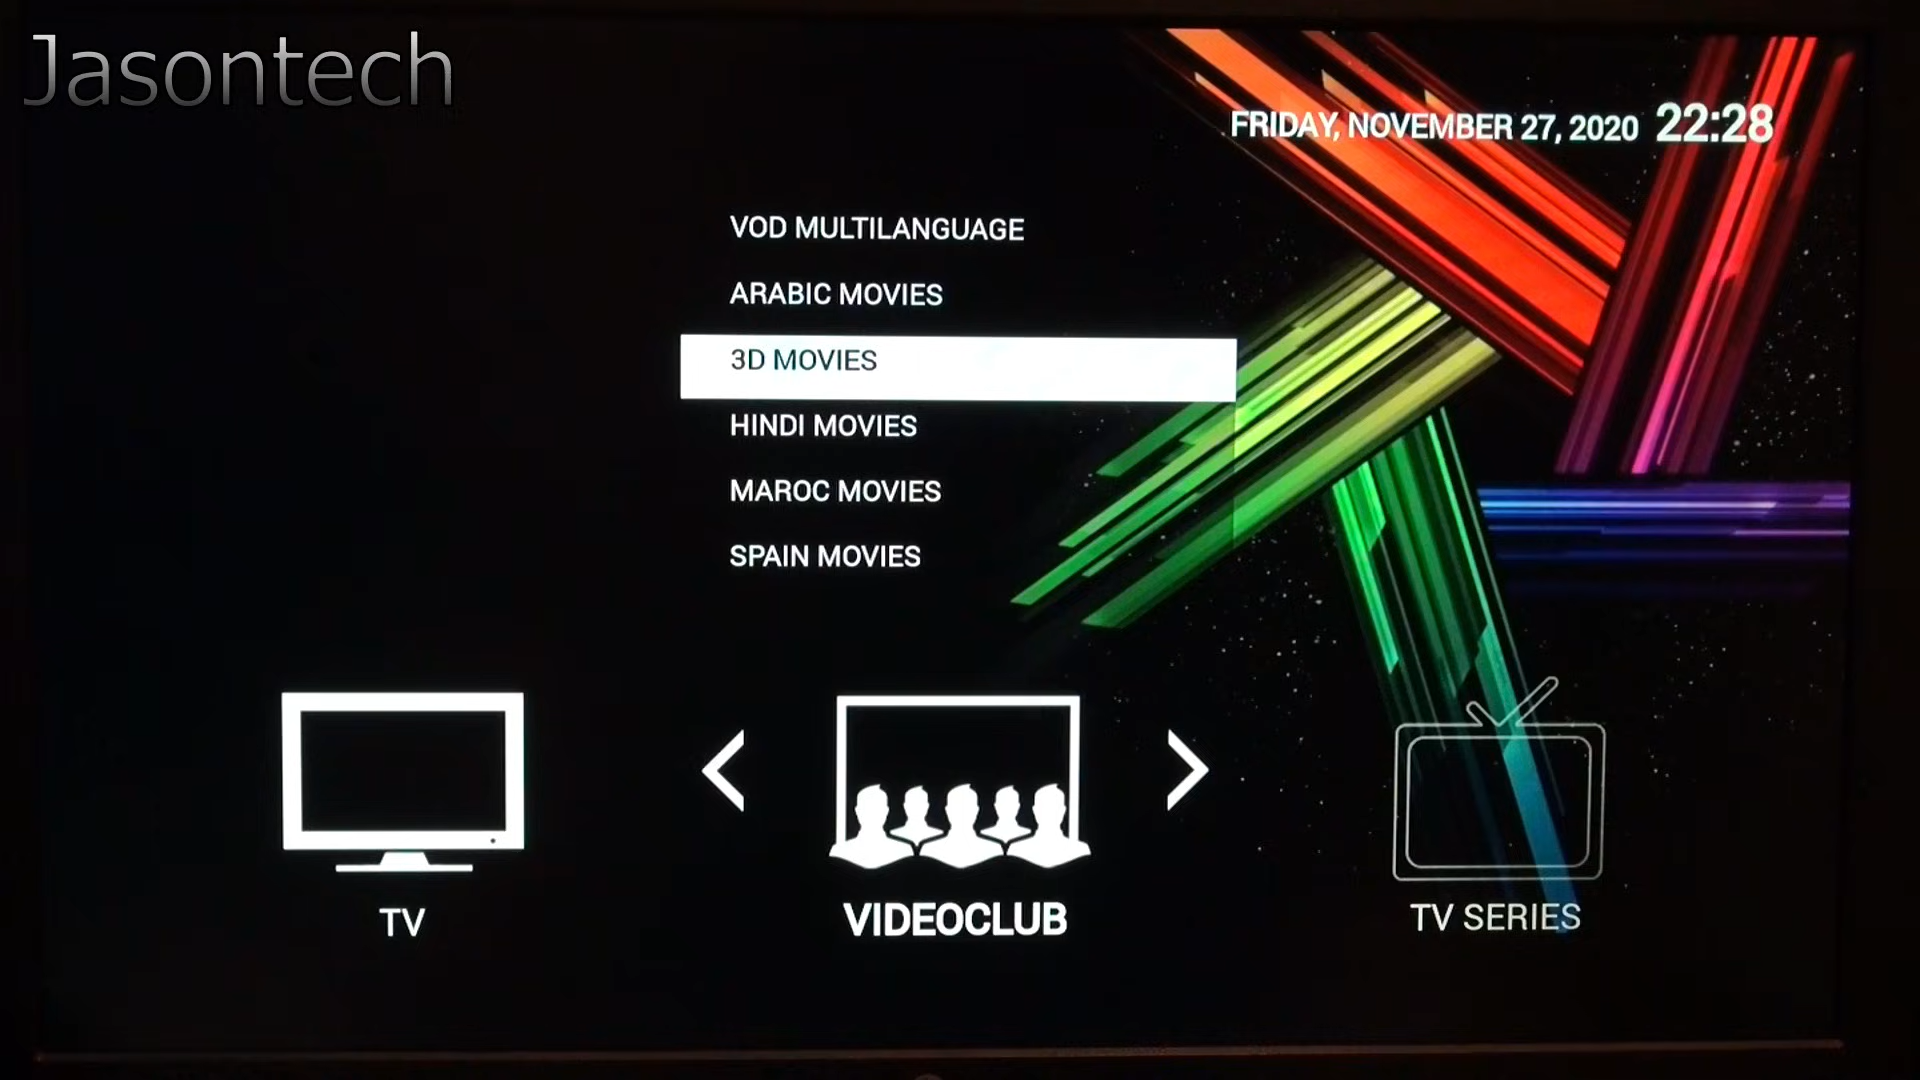 Jasontech
FRIDAY, NOVEMBER 27, 2020 22:28
VOD MULTILANGUAGE
ARABIC MOVIES
3D MOVIES
HINDI MOVIES
MAROC MOVIES
SPAIN MOVIES
TV
VIDEOCLUB
TV SERIES